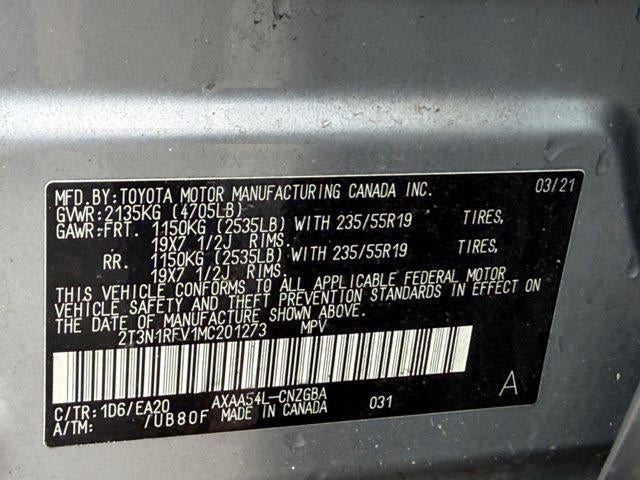 MFD.BY:TOYOTA MOTOR MANUFACTURING CANADA INC. 03/21
GVWR:2135KG (4705LB)
GAWR:FRT. 1150KG (2535LB) WITH 235/55R19 TIRES,
19X7 1/2J RIMS.
RR. 1150KG (2535LB) WITH 235/55R19 TIRES,
19X7 1/2J RIMS.
THIS VEHICLE CONFORMS TO ALL APPLICABLE FEDERAL MOTOR
VEHICLE SAFETY AND THEFT PREVENTION STANDARDS IN EFFECT ON
THE DATE OF MANUFACTURE SHOWN ABOVE.
2T3N1RFV1MC201273 MPV
C/TR:1D6/EA20 AXAA54L-CNZGBA 031 A
A/TM: /UB80F MADE IN CANADA